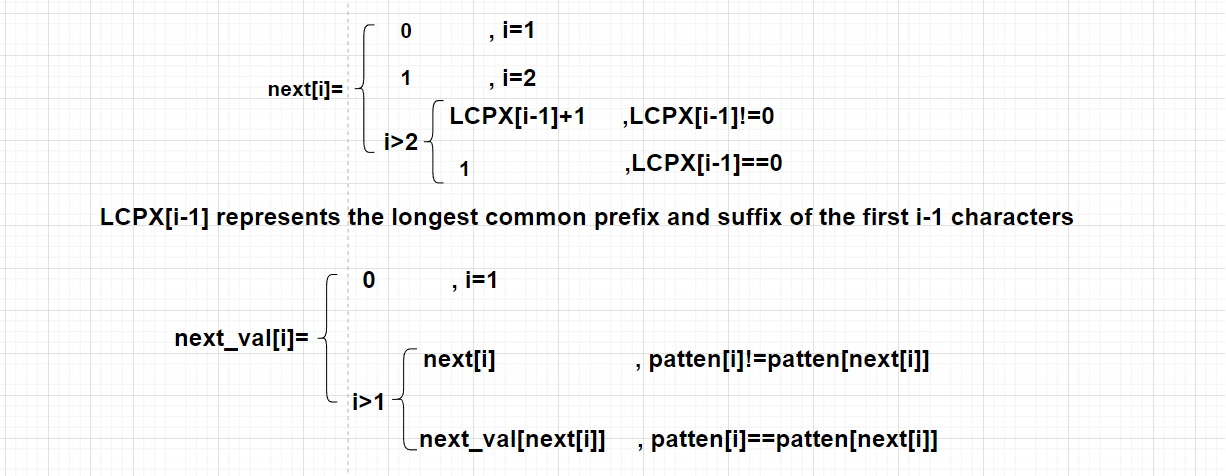 0 , i=1
next[i]= 1 , i=2
i>2 LCPX[i-1]+1 ,LCPX[i-1]!=0
1 ,LCPX[i-1]==0
LCPX[i-1] represents the longest common prefix and suffix of the first i-1 characters
0 , i=1
next_val[i]=
next[i] , patten[i]!=patten[next[i]]
i>1
next_val[next[i]] , patten[i]==patten[next[i]]